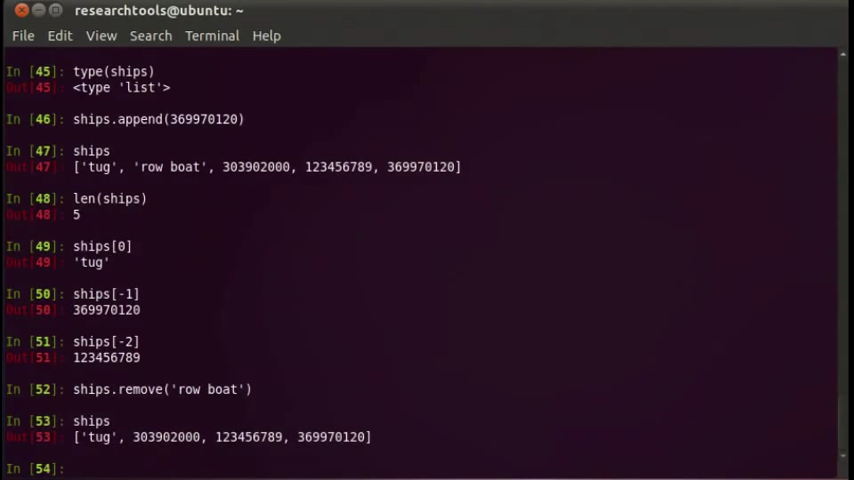 researchtools@ubuntu: ~
File Edit View Search Terminal Help
In [45]: type(ships)
Out[45]: <type 'list'>
In [46]: ships.append(369970120)
In [47]: ships
Out[47]: ['tug', 'row boat', 303902000, 123456789, 369970120]
In [48]: len(ships)
Out[48]: 5
In [49]: ships[0]
Out[49]: 'tug'
In [50]: ships[-1]
Out[50]: 369970120
In [51]: ships[-2]
Out[51]: 123456789
In [52]: ships.remove('row boat')
In [53]: ships
Out[53]: ['tug', 303902000, 123456789, 369970120]
In [54]: